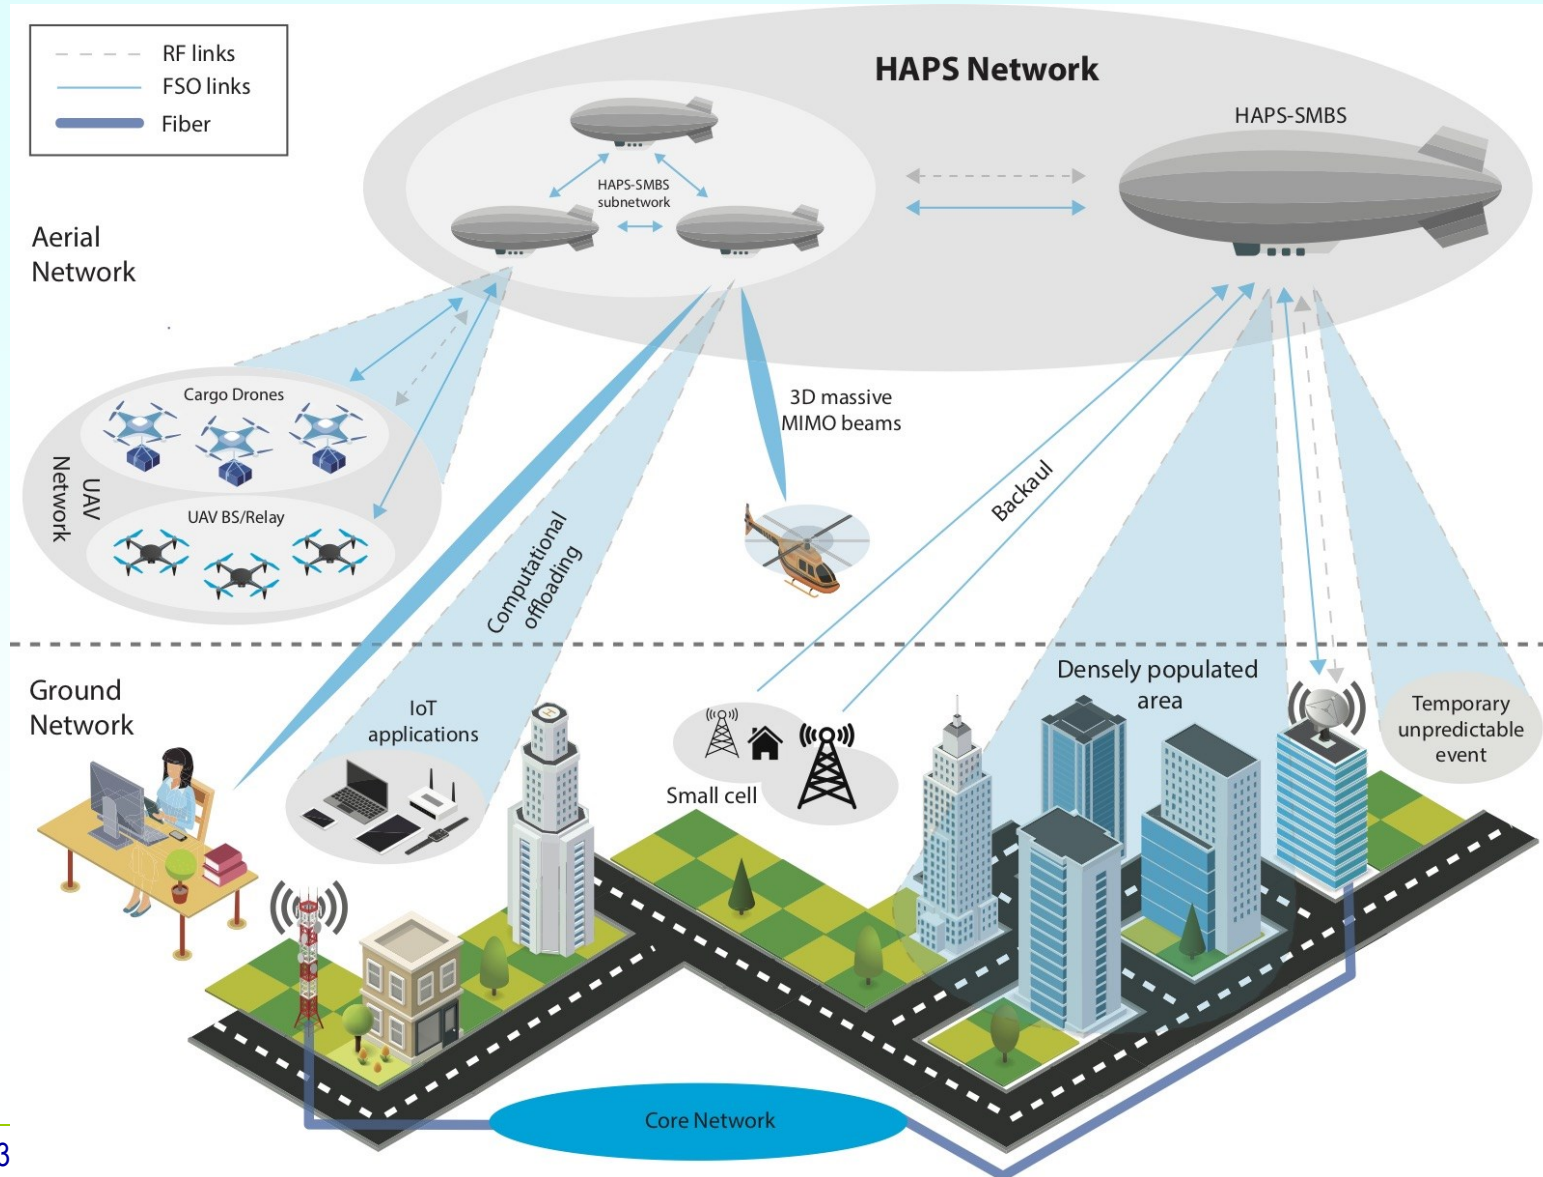 RF links
FSO links
Fiber
HAPS Network
HAPS-SMBS
HAPS-SMBS
subnetwork
Aerial
Network
Cargo Drones
UAV
Network
UAV BS/Relay
3D massive
MIMO beams
Backaul
Computational
offloading
Ground
Network
IoT
applications
Small cell
Densely populated
area
Temporary
unpredictable
event
Core Network
3